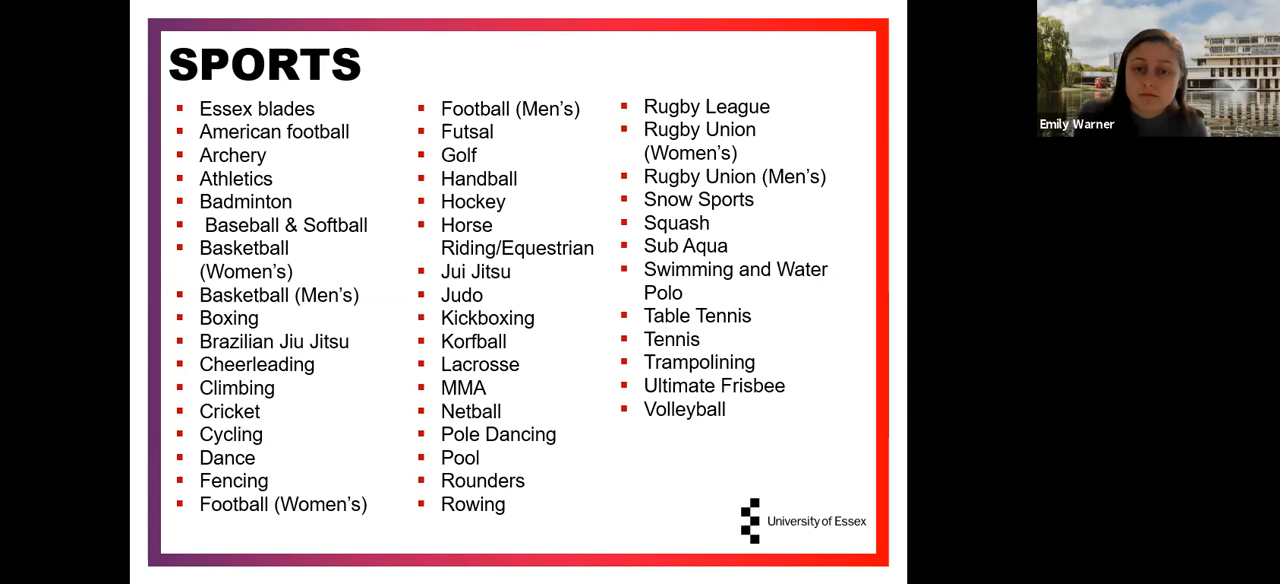 SPORTS
Essex blades
American football
Archery
Athletics
Badminton
Baseball & Softball
Basketball
(Women's)
Basketball (Men's)
Boxing
Brazilian Jiu Jitsu
Cheerleading
Climbing
Cricket
Cycling
Dance
Fencing
Football (Women's)
Football (Men's)
Futsal
Golf
Handball
Hockey
Horse
Riding/Equestrian
Jui Jitsu
Judo
Kickboxing
Korfball
Lacrosse
MMA
Netball
Pole Dancing
Pool
Rounders
Rowing
Rugby League
Rugby Union
(Women's)
Rugby Union (Men's)
Snow Sports
Squash
Sub Aqua
Swimming and Water
Polo
Table Tennis
Tennis
Trampolining
Ultimate Frisbee
Volleyball
University of Essex
Emily Warner